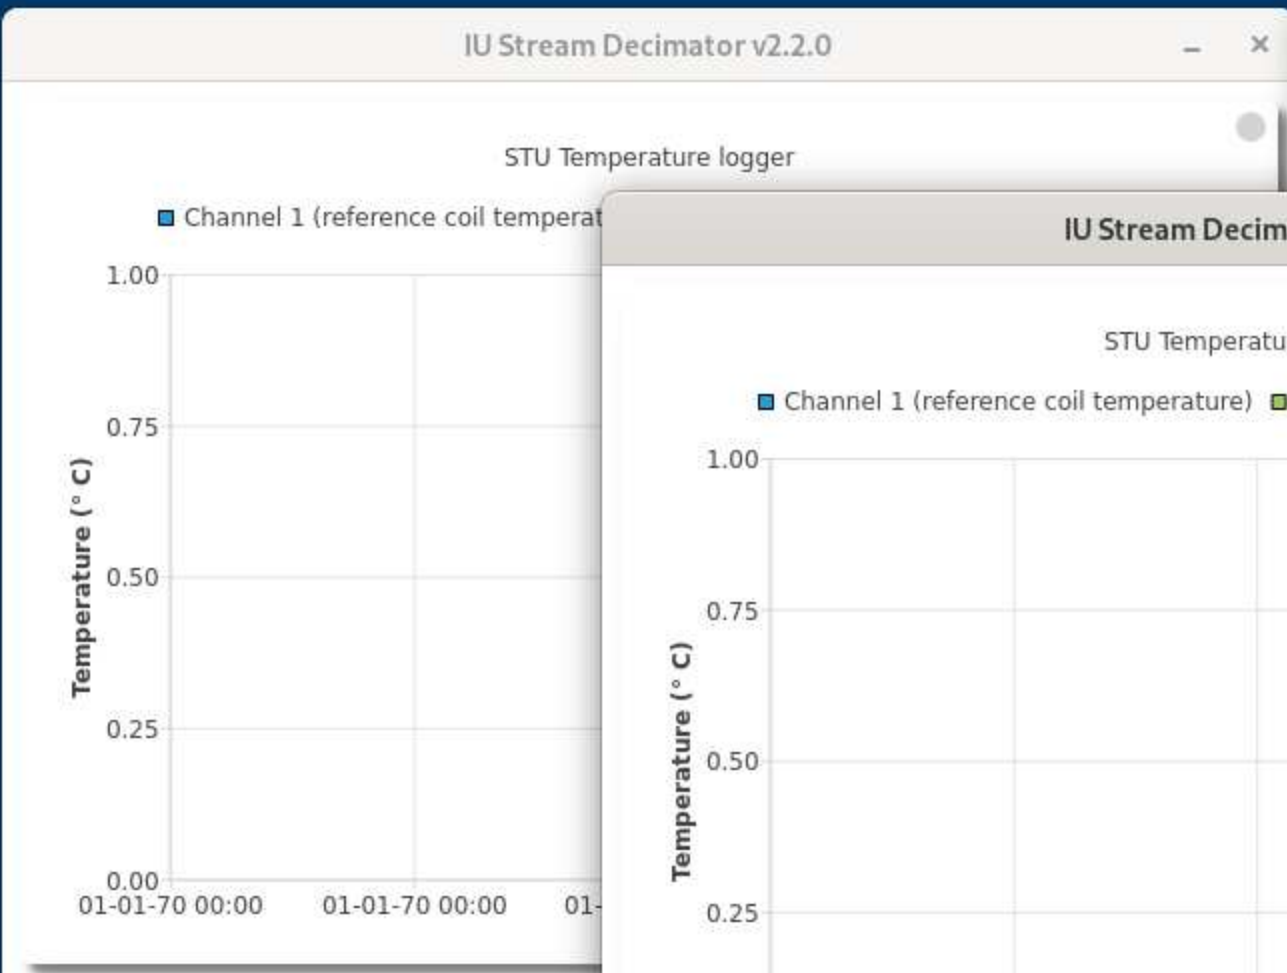 IU Stream Decimator v2.2.0
STU Temperature logger
Channel 1 (reference coil temperat
1.00
0.75
0.50
0.25
0.00
Temperature (° C)
01-01-70 00:00 01-01-70 00:00 01-
IU Stream Decim
STU Temperatu
Channel 1 (reference coil temperature)
1.00
0.75
0.50
0.25
Temperature (° C)